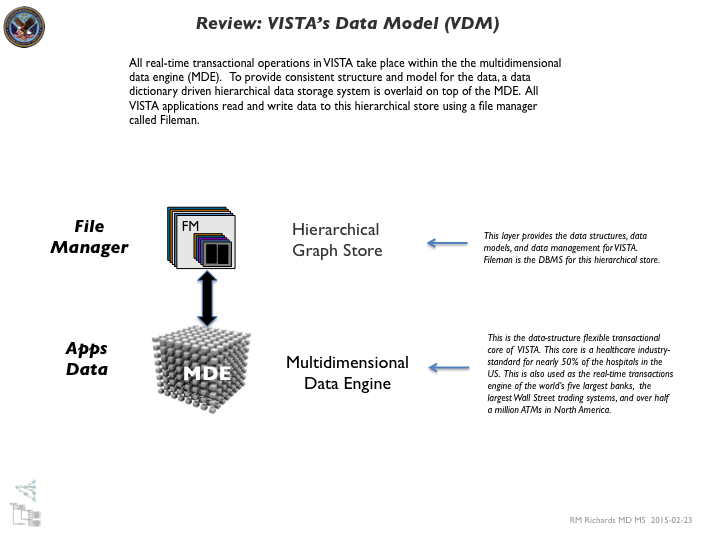 Review: VISTA's Data Model (VDM)
All real-time transactional operations in VISTA take place within the the multidimensional
data engine (MDE).  To provide consistent structure and model for the data, a data
dictionary driven hierarchical data storage system is overlaid on top of the MDE. All
VISTA applications read and write data to this hierarchical store using a file manager
called Fileman.
File
Manager
FM
Hierarchical
Graph Store
This layer provides the data structures, data
models, and data management for VISTA.
Fileman is the DBMS for this hierarchical store.
Apps
Data
MDE
Multidimensional
Data Engine
This is the data-structure flexible transactional
core of VISTA. This core is a healthcare industry-
standard for nearly 50% of the hospitals in the
US. This is also used as the real-time transactions
engine of the world's five largest banks,  the
largest Wall Street trading systems, and over half
a million ATMs in North America.
RM Richards MD MS  2015-02-23